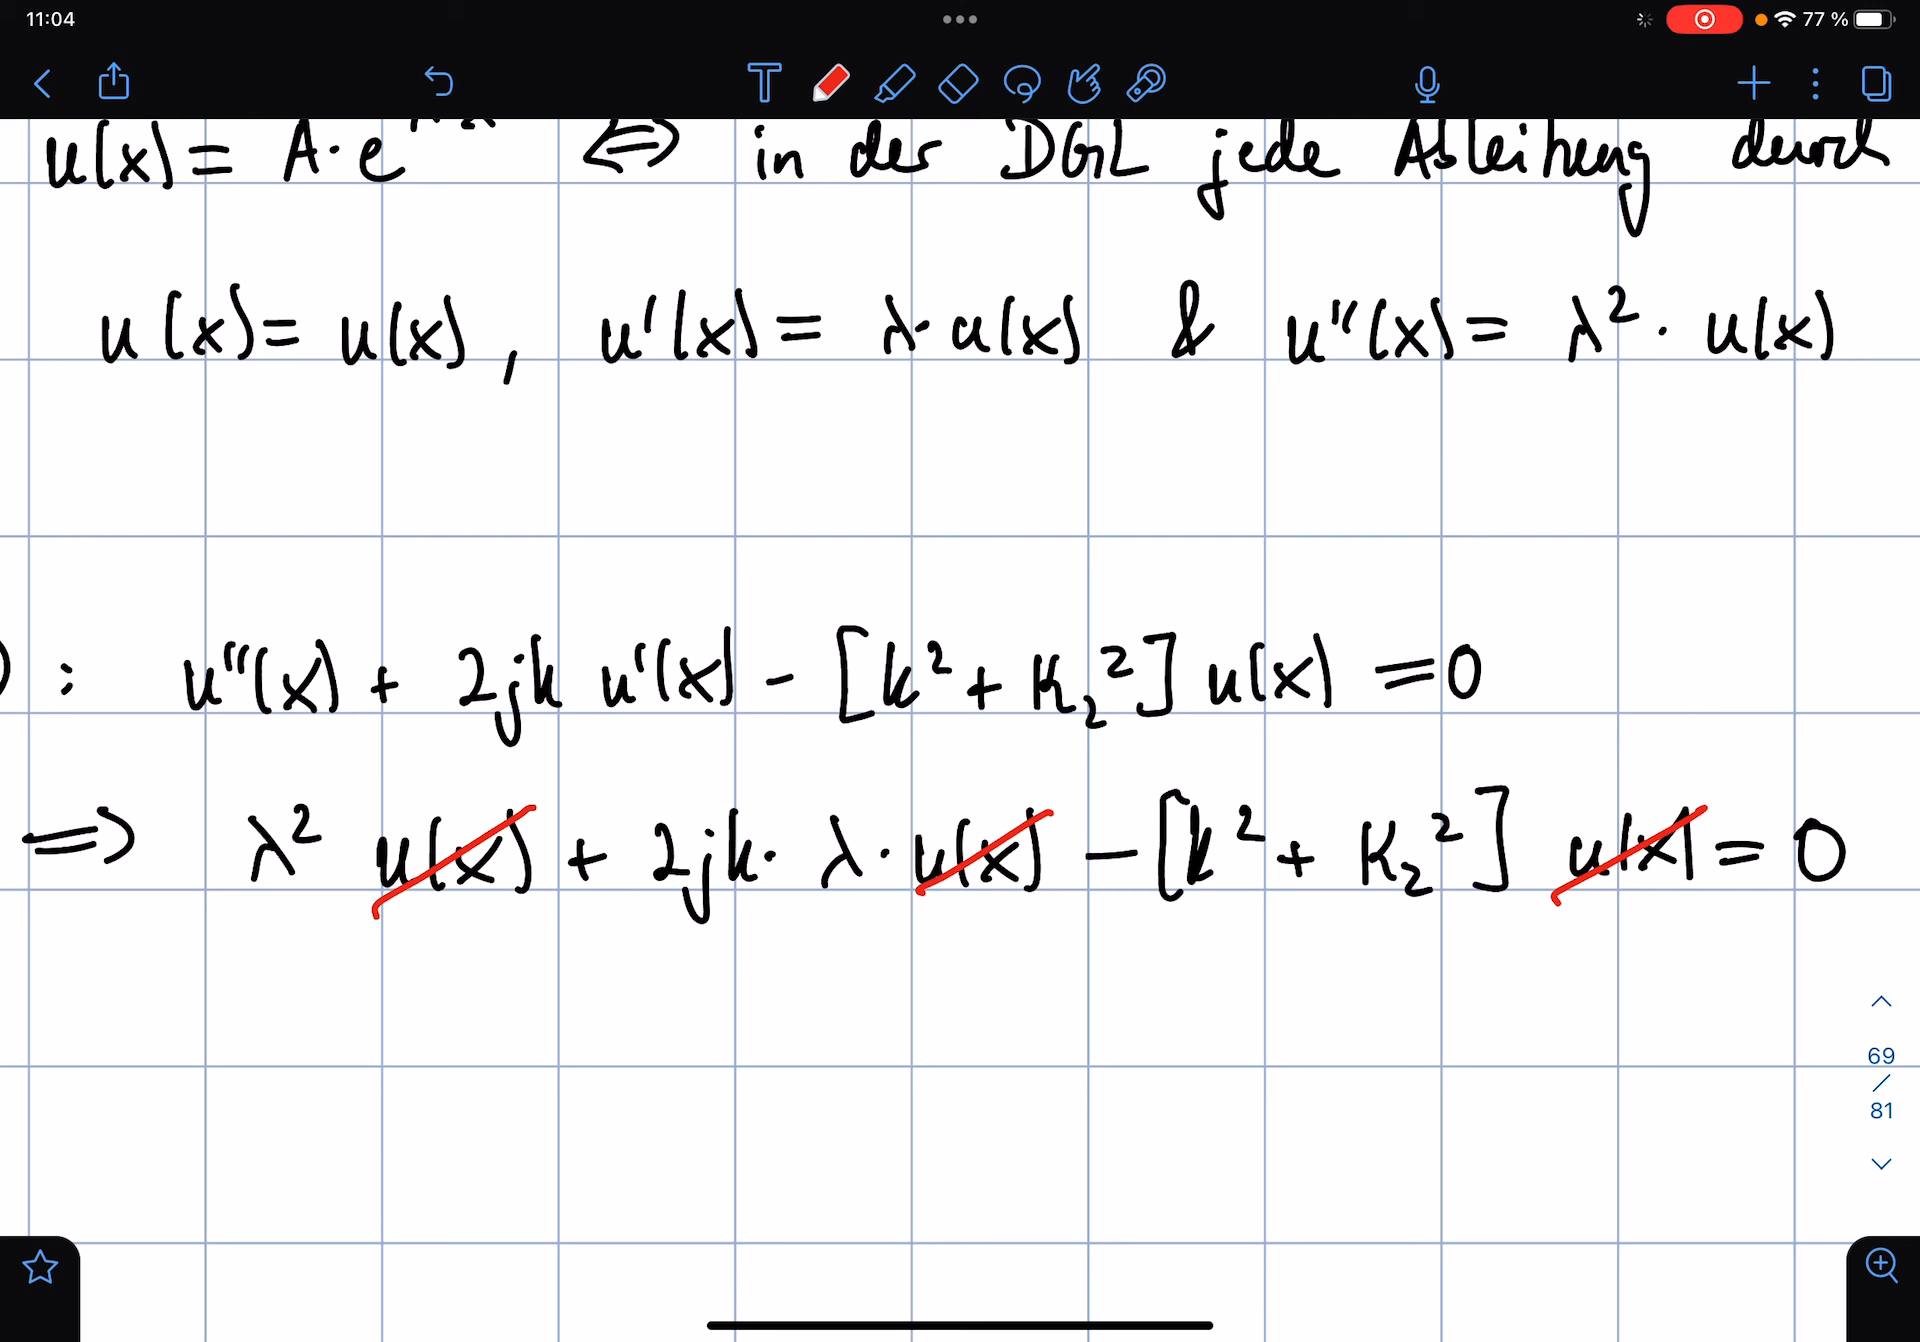 11:04
77 %
u(x) = A · e^λ·x ⇔ in der DGL jede Ableitung durch
u(x) = u(x) , u'(x) = λ · u(x) & u''(x) = λ² · u(x)
) : u''(x) + 2jk u'(x) - [k² + K₂²] u(x) = 0
⇒ λ² u(x) + 2jk · λ · u(x) - [k² + K₂²] u(x) = 0
69
/
81